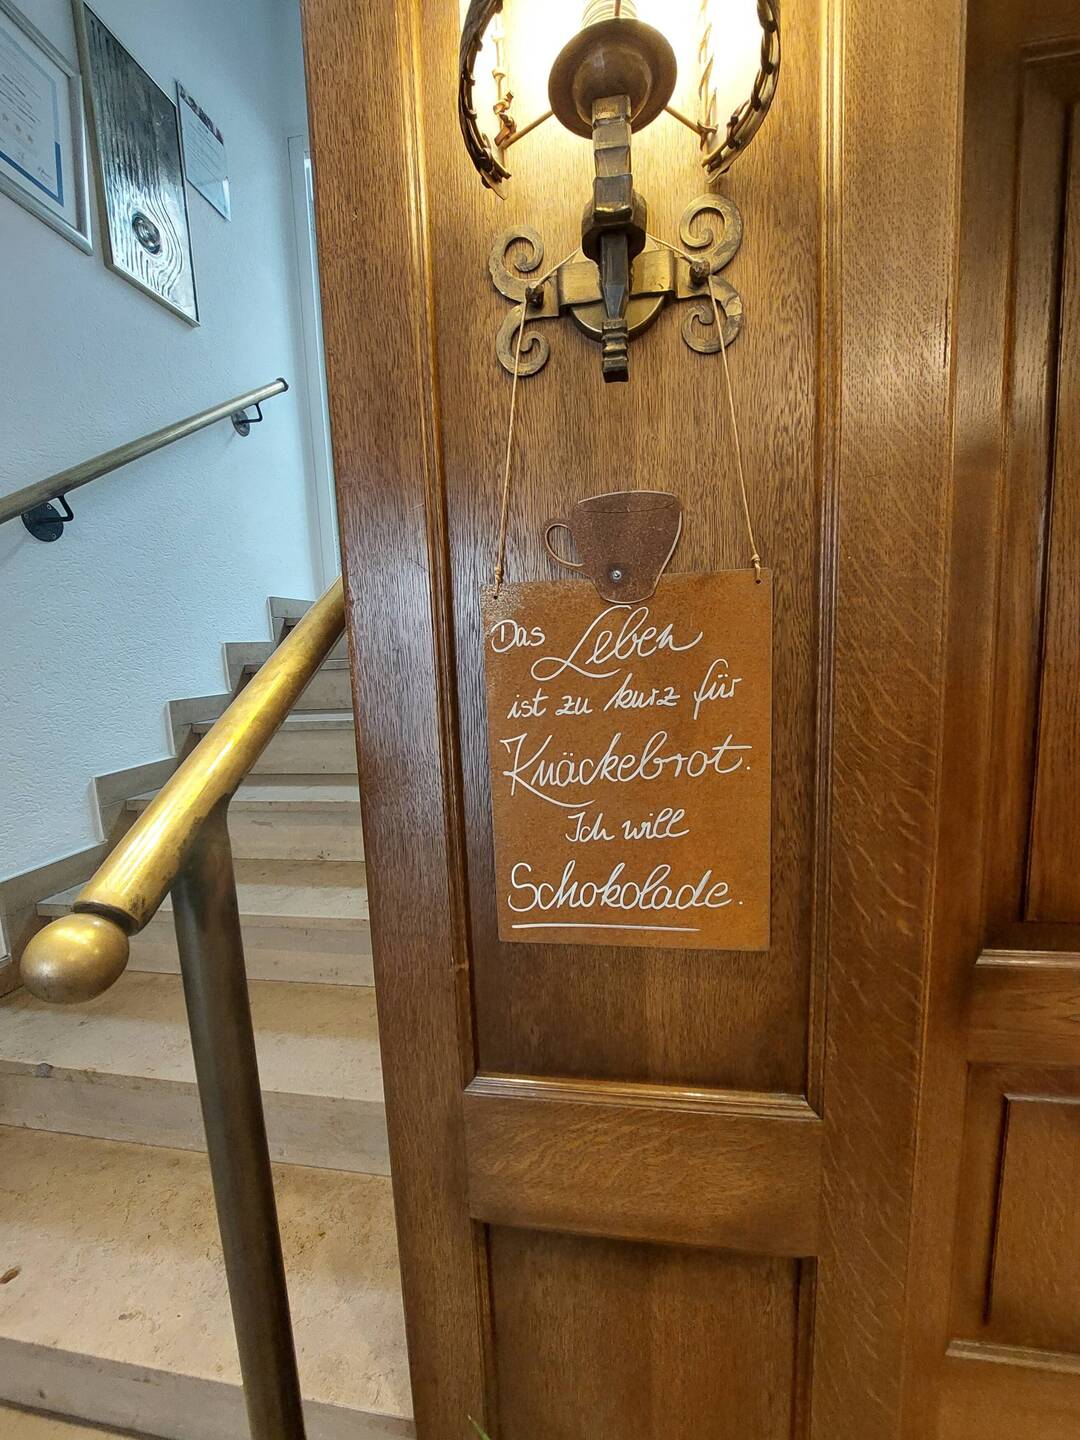 Das Leben
ist zu kurz für
Knäckebrot.
Ich will
Schokolade.